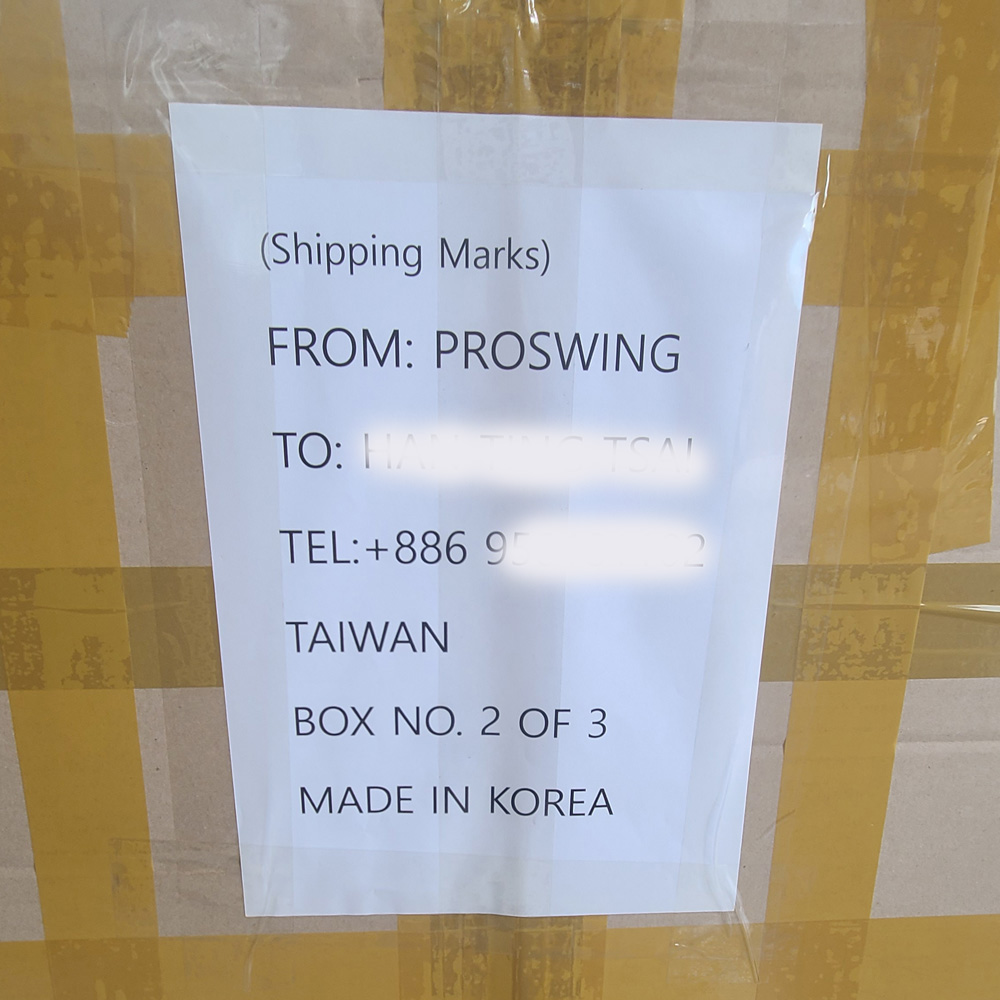 (Shipping Marks)
FROM: PROSWING
TO:
TEL:+886
TAIWAN
BOX NO. 2 OF 3
MADE IN KOREA